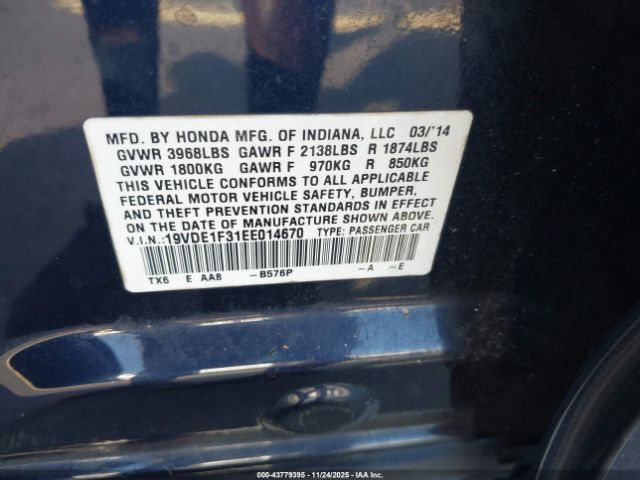 MFD. BY HONDA MFG. OF INDIANA, LLC 03/'14
GVWR 3968LBS GAWR F 2138LBS R 1874LBS
GVWR 1800KG GAWR F 970KG R 850KG
THIS VEHICLE CONFORMS TO ALL APPLICABLE
FEDERAL MOTOR VEHICLE SAFETY, BUMPER,
AND THEFT PREVENTION STANDARDS IN EFFECT
ON THE DATE OF MANUFACTURE SHOWN ABOVE.
V.I.N.: 19VDE1F31EE014670 TYPE: PASSENGER CAR
TX6 E AA8 -B576P -A -E
000-43779395 - 11/24/2025 - IAA Inc.